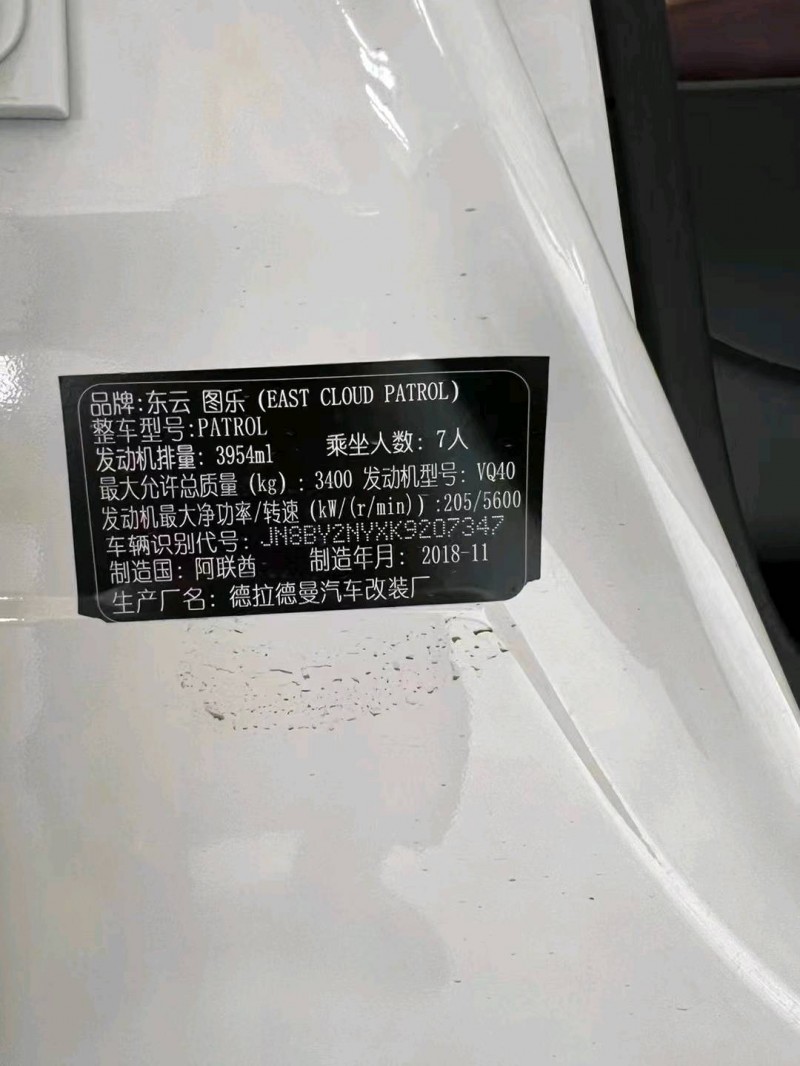 品牌:东云 图乐 (EAST CLOUD PATROL)
整车型号:PATROL
发动机排量: 3954ml 乘坐人数: 7人
最大允许总质量 (kg) : 3400 发动机型号: VQ40
发动机最大净功率/转速 (kW/(r/min)) :205/5600
车辆识别代号: JN8BY2NYXK9207347
制造国: 阿联酋 制造年月: 2018-11
生产厂名: 德拉德曼汽车改装厂